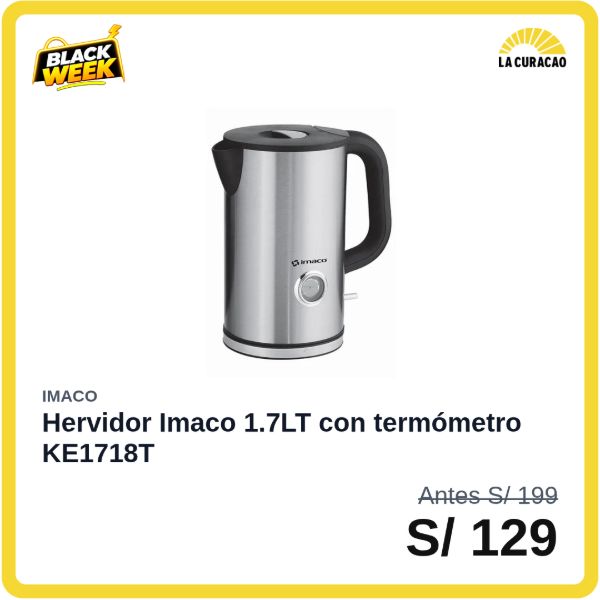 BLACK
WEEK
LA CURACAO
imaco
IMACO
Hervidor Imaco 1.7LT con termómetro
KE1718T
Antes S/ 199
S/ 129